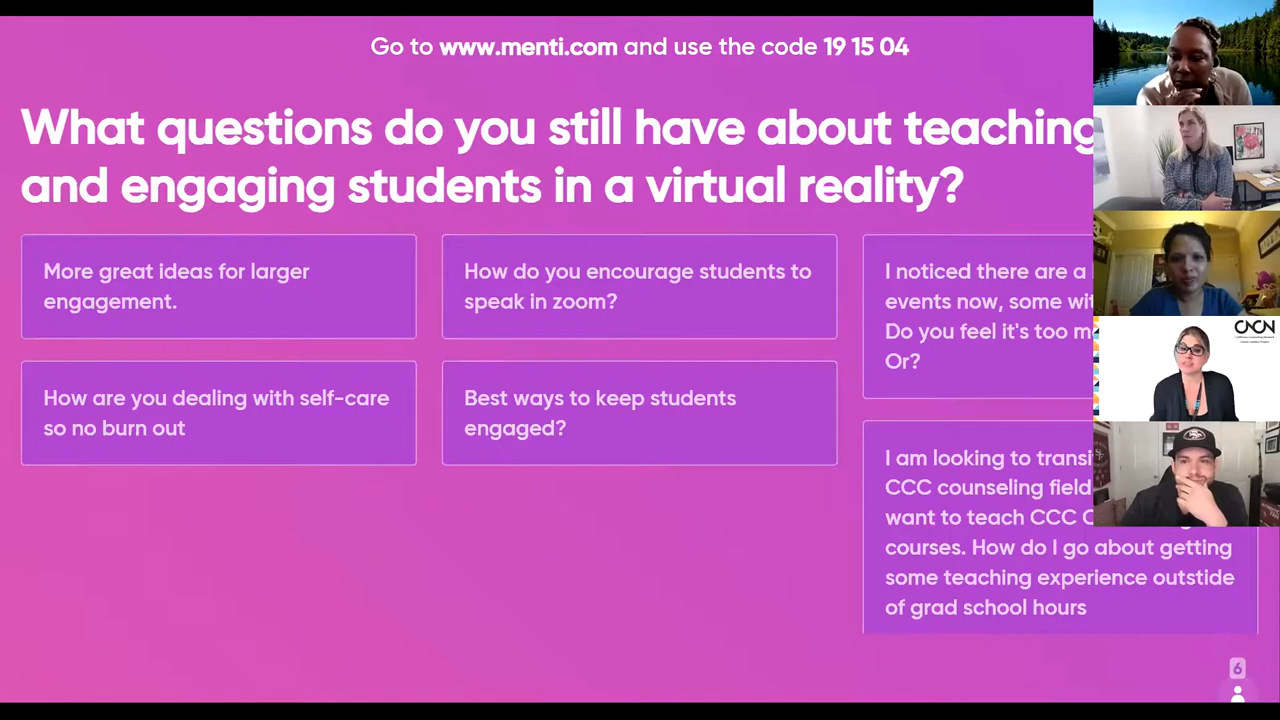 Go to www.menti.com and use the code 19 15 04
What questions do you still have about teaching
and engaging students in a virtual reality?
More great ideas for larger
engagement.
How do you encourage students to
speak in zoom?
I noticed there are a
events now, some
Do you feel it's too
Or?
How are you dealing with self-care
so no burn out
Best ways to keep students
engaged?
I am looking to
CCC counseling field
want to teach CCC
courses. How do I go about getting
some teaching experience outstide
of grad school hours
6
CNCN